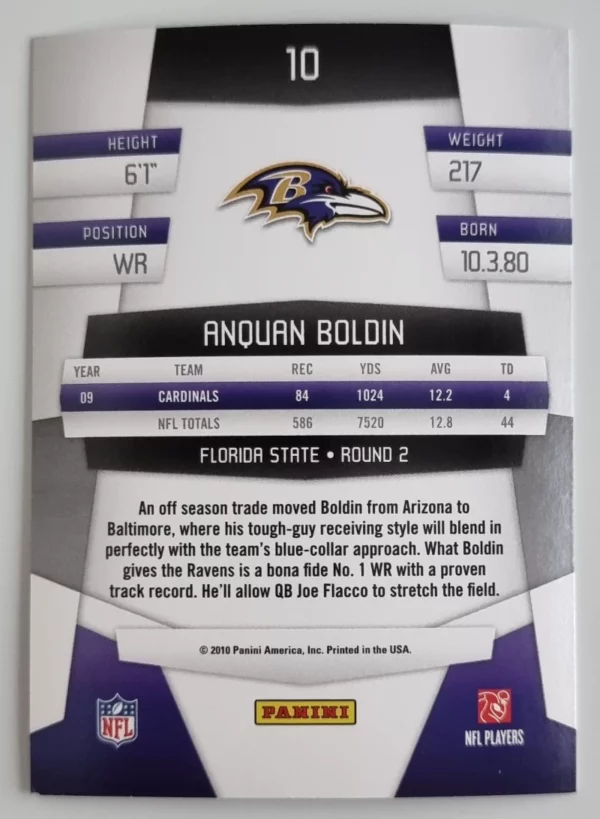 10
HEIGHT
6'1"
WEIGHT
217
B
POSITION
WR
BORN
10.3.80
ANQUAN BOLDIN
YEAR TEAM REC YDS AVG TD
09 CARDINALS 84 1024 12.2 4
NFL TOTALS 586 7520 12.8 44
FLORIDA STATE • ROUND 2
An off season trade moved Boldin from Arizona to
Baltimore, where his tough-guy receiving style will blend in
perfectly with the team's blue-collar approach. What Boldin
gives the Ravens is a bona fide No. 1 WR with a proven
track record. He'll allow QB Joe Flacco to stretch the field.
© 2010 Panini America, Inc. Printed in the USA.
NFL
PANINI
NFL PLAYERS